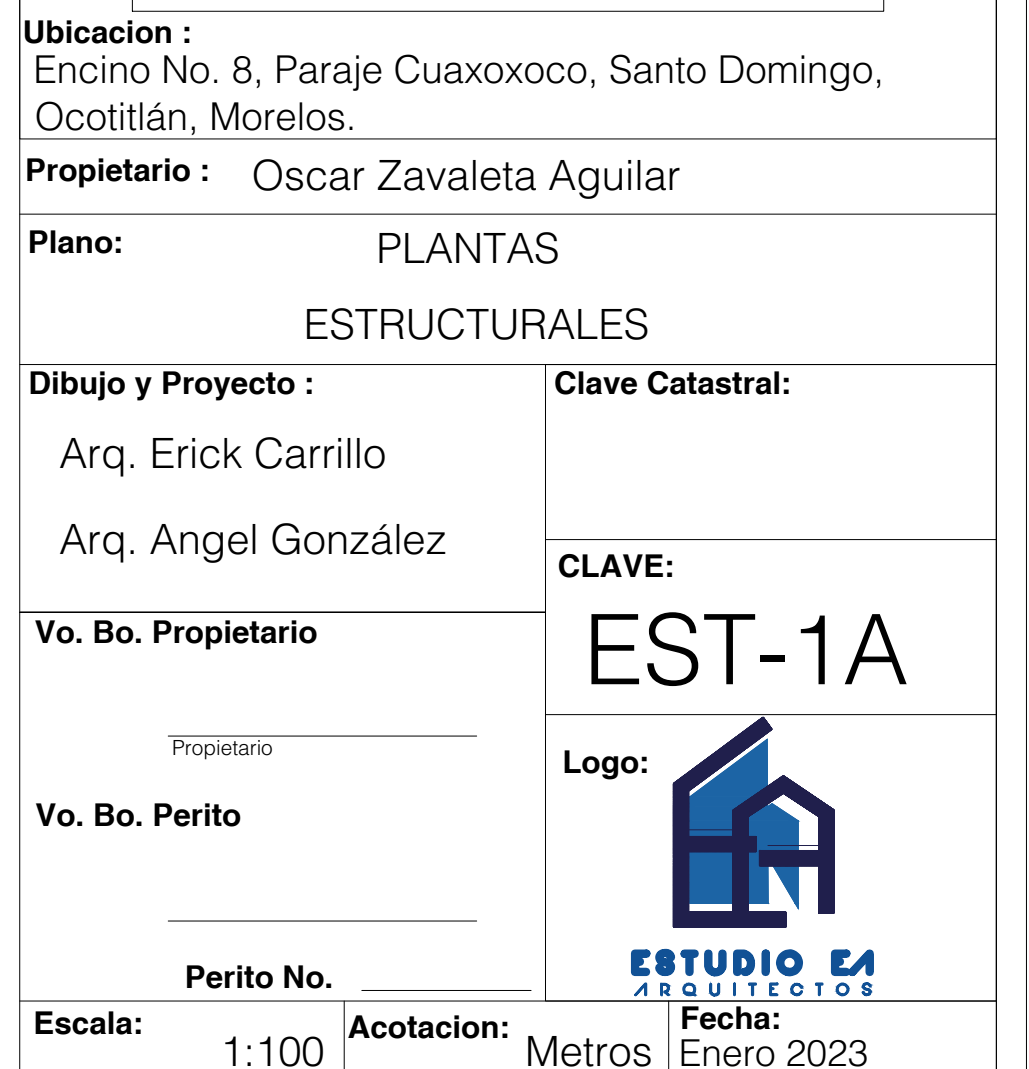 Ubicacion :
Encino No. 8, Paraje Cuaxoxoco, Santo Domingo,
Ocotitlán, Morelos.
Propietario : Oscar Zavaleta Aguilar
Plano: PLANTAS
ESTRUCTURALES
Dibujo y Proyecto :
Arq. Erick Carrillo
Arq. Angel González
Clave Catastral:
CLAVE:
EST-1A
Vo. Bo. Propietario
Propietario
Vo. Bo. Perito
Perito No.
Logo:
ESTUDIO EA
ARQUITECTOS
Escala: 1:100
Acotacion: Metros
Fecha:
Enero 2023